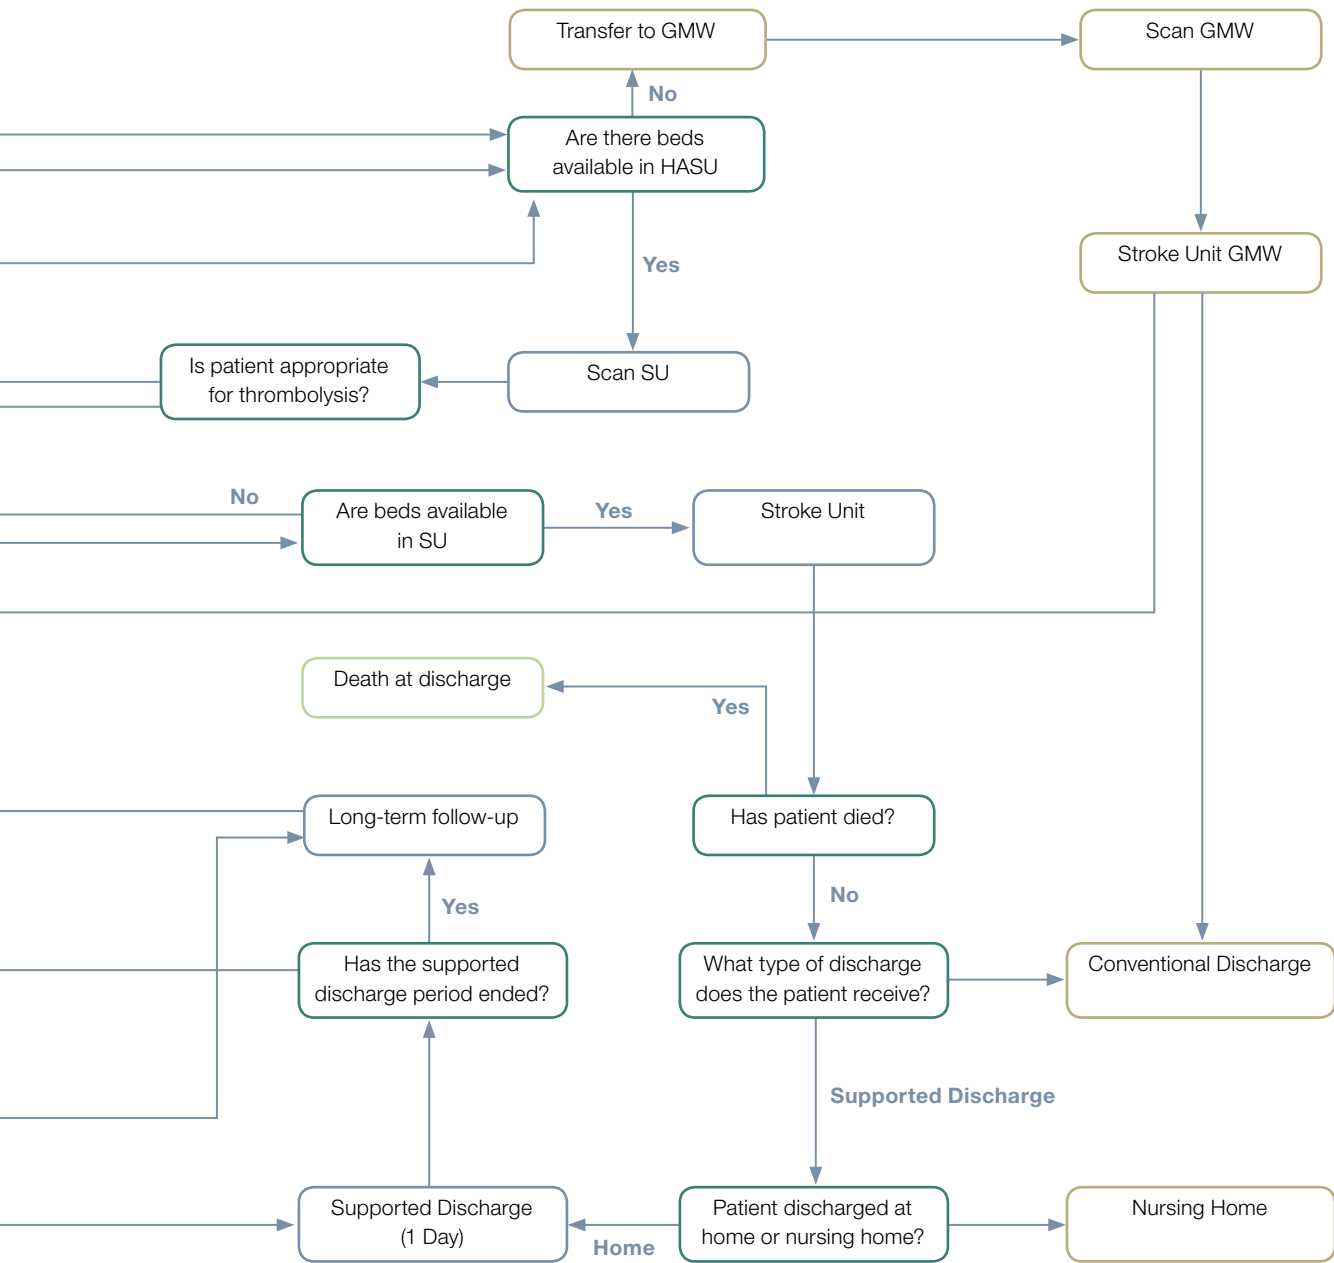 Transfer to GMW
Scan GMW
No
Are there beds
available in HASU
Stroke Unit GMW
Yes
Is patient appropriate
for thrombolysis?
Scan SU
No
Are beds available
in SU
Yes
Stroke Unit
Death at discharge
Yes
Long-term follow-up
Has patient died?
Yes
No
Has the supported
discharge period ended?
What type of discharge
does the patient receive?
Conventional Discharge
Supported Discharge
Supported Discharge
(1 Day)
Home
Patient discharged at
home or nursing home?
Nursing Home